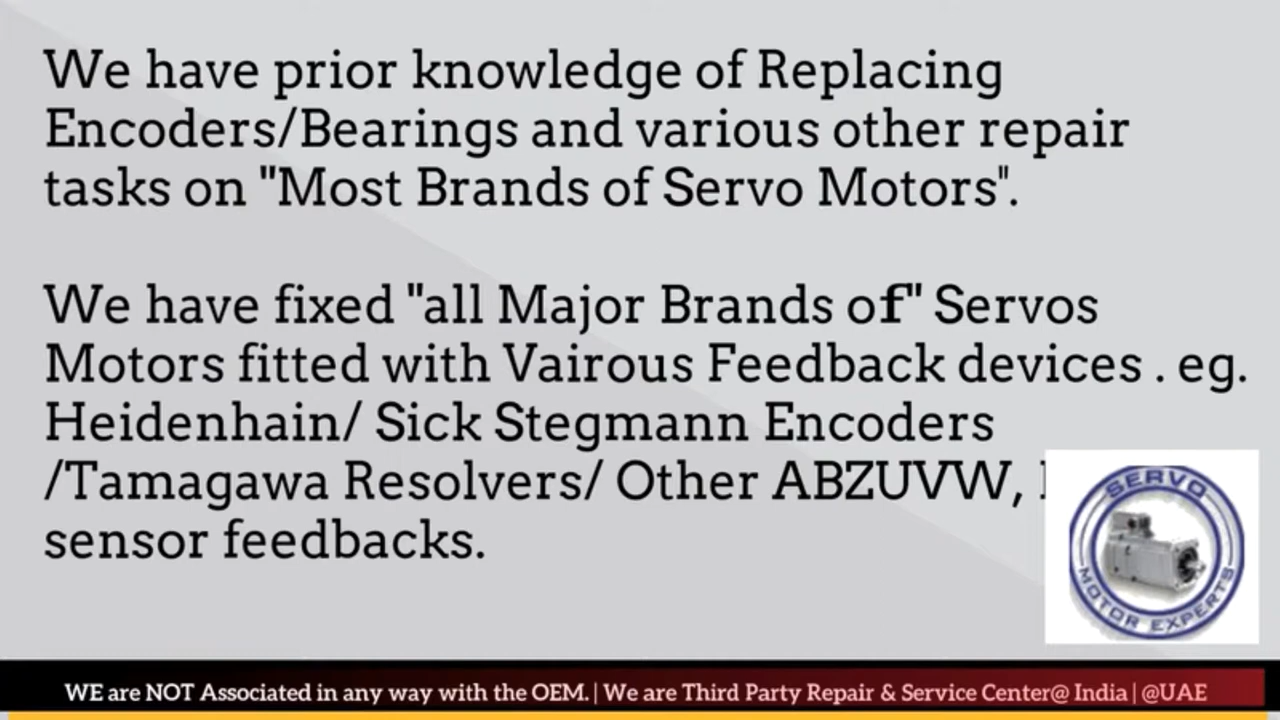 We have prior knowledge of Replacing
Encoders/Bearings and various other repair
tasks on "Most Brands of Servo Motors".
We have fixed "all Major Brands of" Servos
Motors fitted with Vairous Feedback devices . eg.
Heidenhain/ Sick Stegmann Encoders
/Tamagawa Resolvers/ Other ABZUVW,
sensor feedbacks.
SERVO
MOTOR EXPERTS
WE are NOT Associated in any way with the OEM. | We are Third Party Repair & Service Center@ India | @UAE